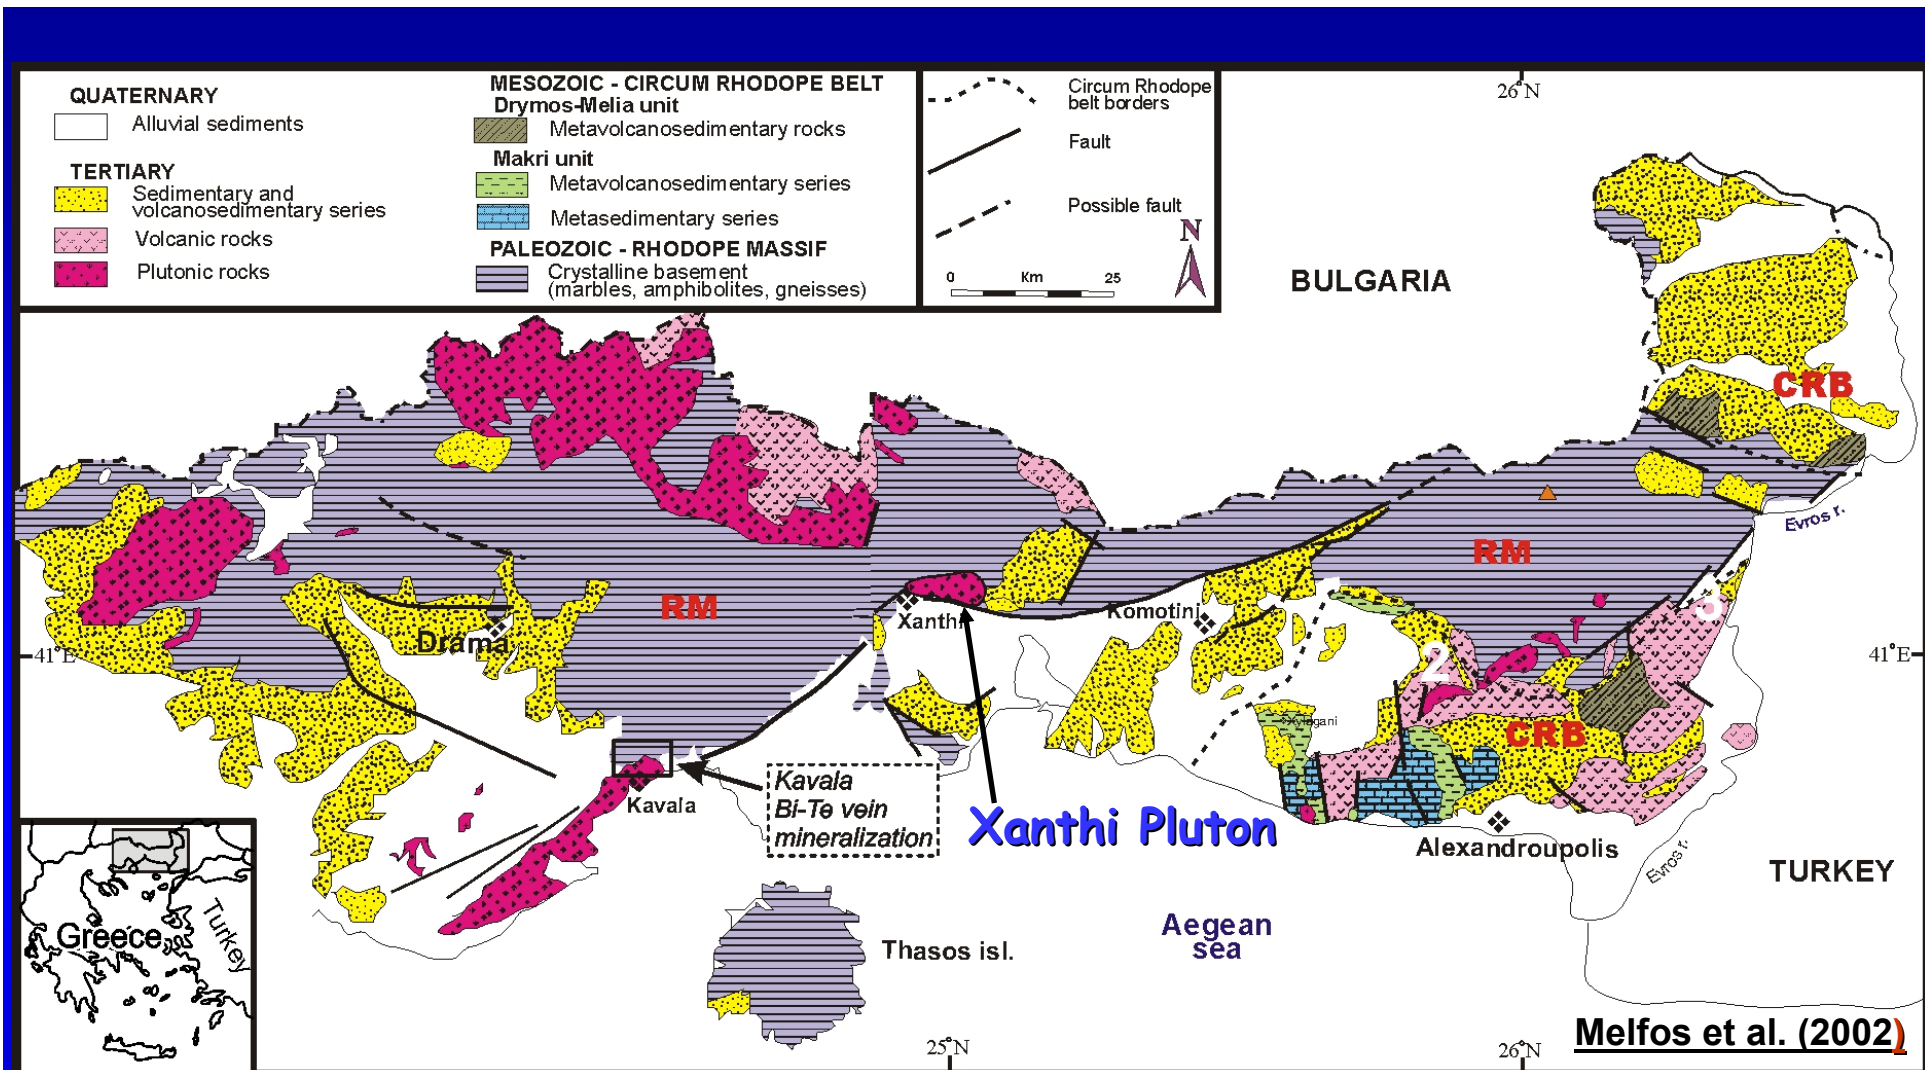 QUATERNARY
Alluvial sediments
TERTIARY
Sedimentary and
volcanosedimentary series
Volcanic rocks
Plutonic rocks
MESOZOIC - CIRCUM RHODOPE BELT
Drymos-Melia unit
Metavolcanosedimentary rocks
Makri unit
Metavolcanosedimentary series
Metasedimentary series
PALEOZOIC - RHODOPE MASSIF
Crystalline basement
(marbles, amphibolites, gneisses)
Circum Rhodope
belt borders
Fault
Possible fault
N
0 Km 25
26°N
BULGARIA
CRB
Evros r.
RM
RM
Xanthi
Komotini
Drama
41°E
41°E
3
2
Xylagani
CRB
Kavala
Kavala
Bi-Te vein
mineralization
Xanthi Pluton
Alexandroupolis
Evros r.
TURKEY
Greece
Turkey
Thasos isl.
Aegean
sea
25°N
26°N
Melfos et al. (2002)